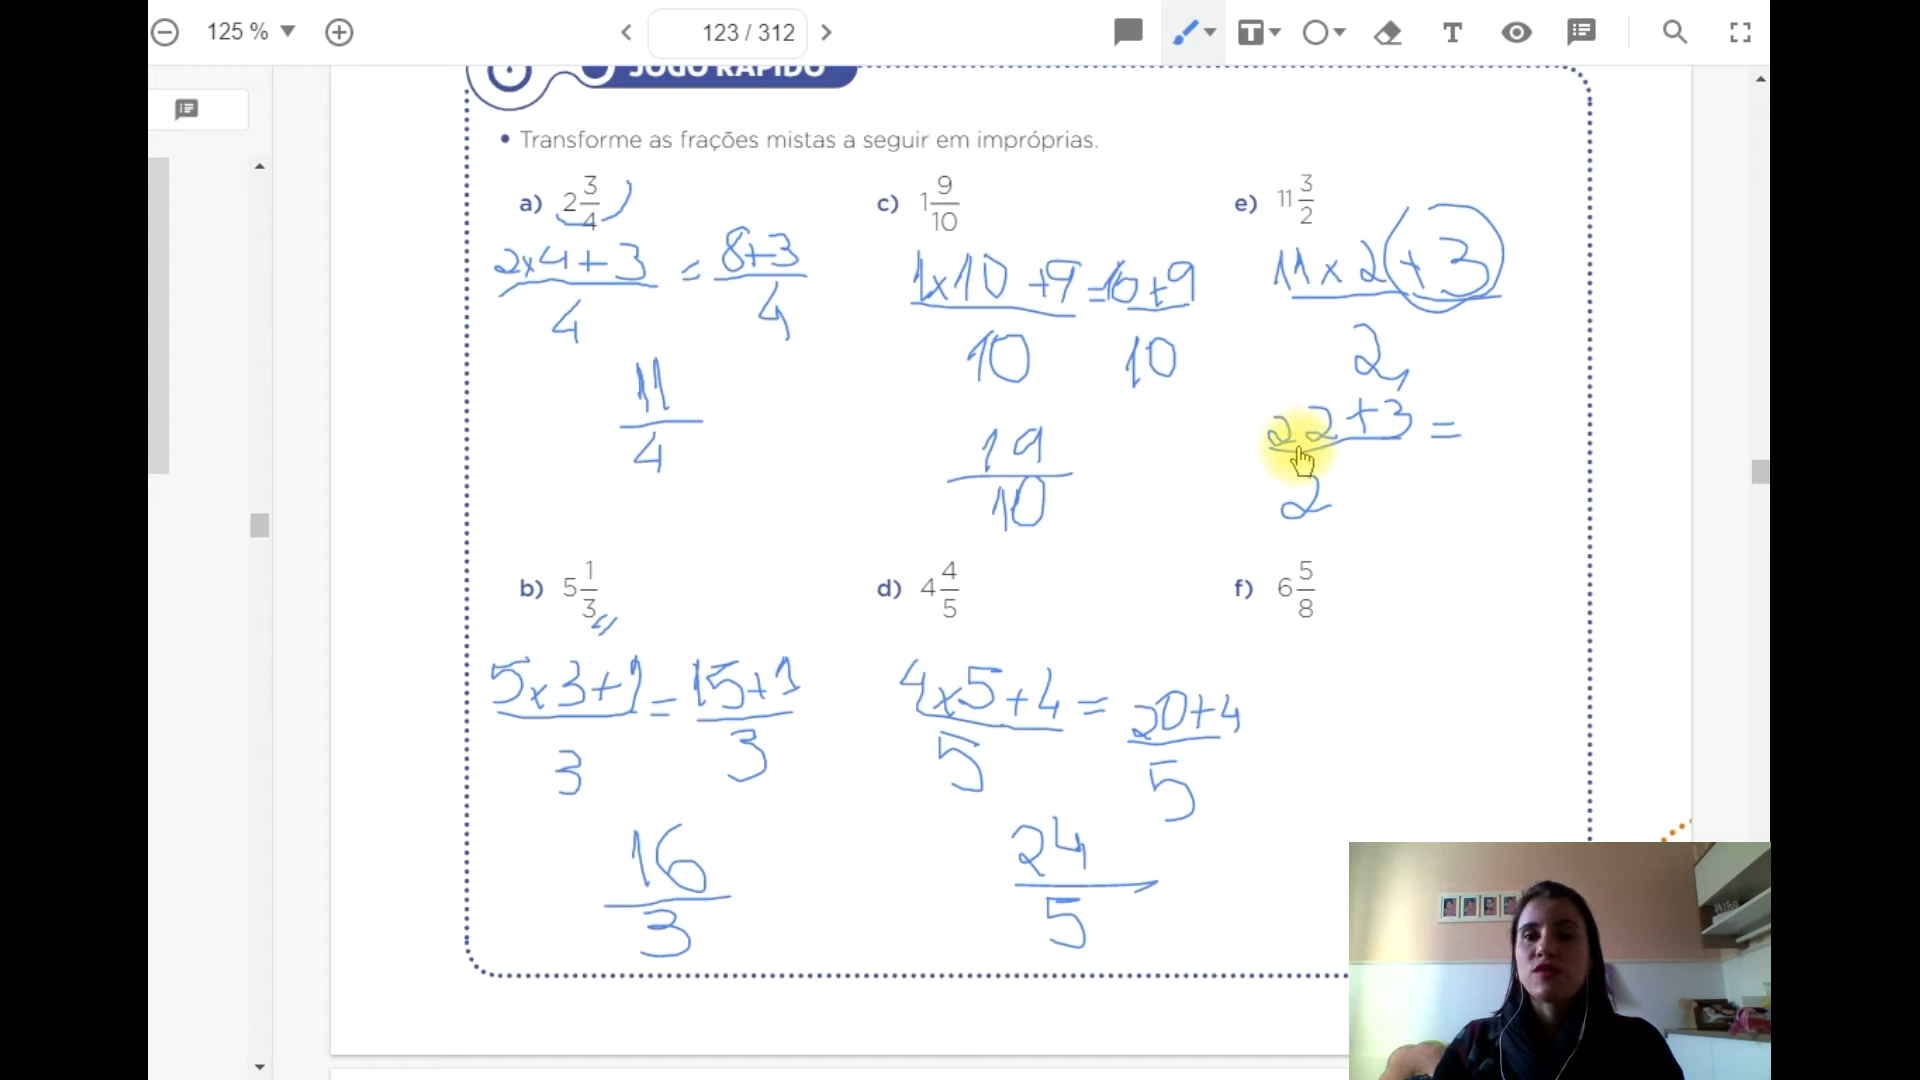 125 %
123 / 312
JOGO RÁPIDO
• Transforme as frações mistas a seguir em impróprias.
a) 2 3/4
2x4+3/4 = 8+3/4
11/4
c) 1 9/10
1x10+9/10 = 10+9/10
19/10
e) 11 3/2
11x2+3/2
22+3/2 =
b) 5 1/3
5x3+1/3 = 15+1/3
16/3
d) 4 4/5
4x5+4/5 = 20+4/5
24/5
f) 6 5/8